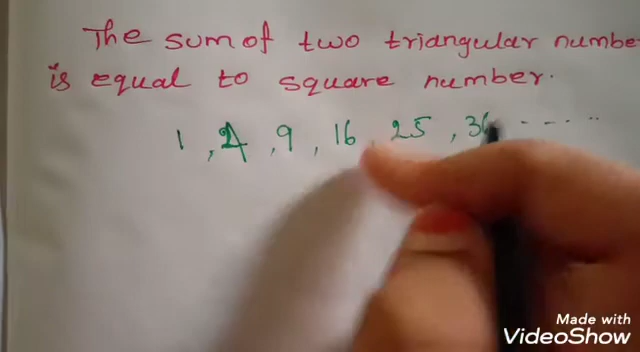 The sum of two triangular numbe
is equal to square number.
1, 4, 9, 16, 25, 36 .....
Made with
VideoShow